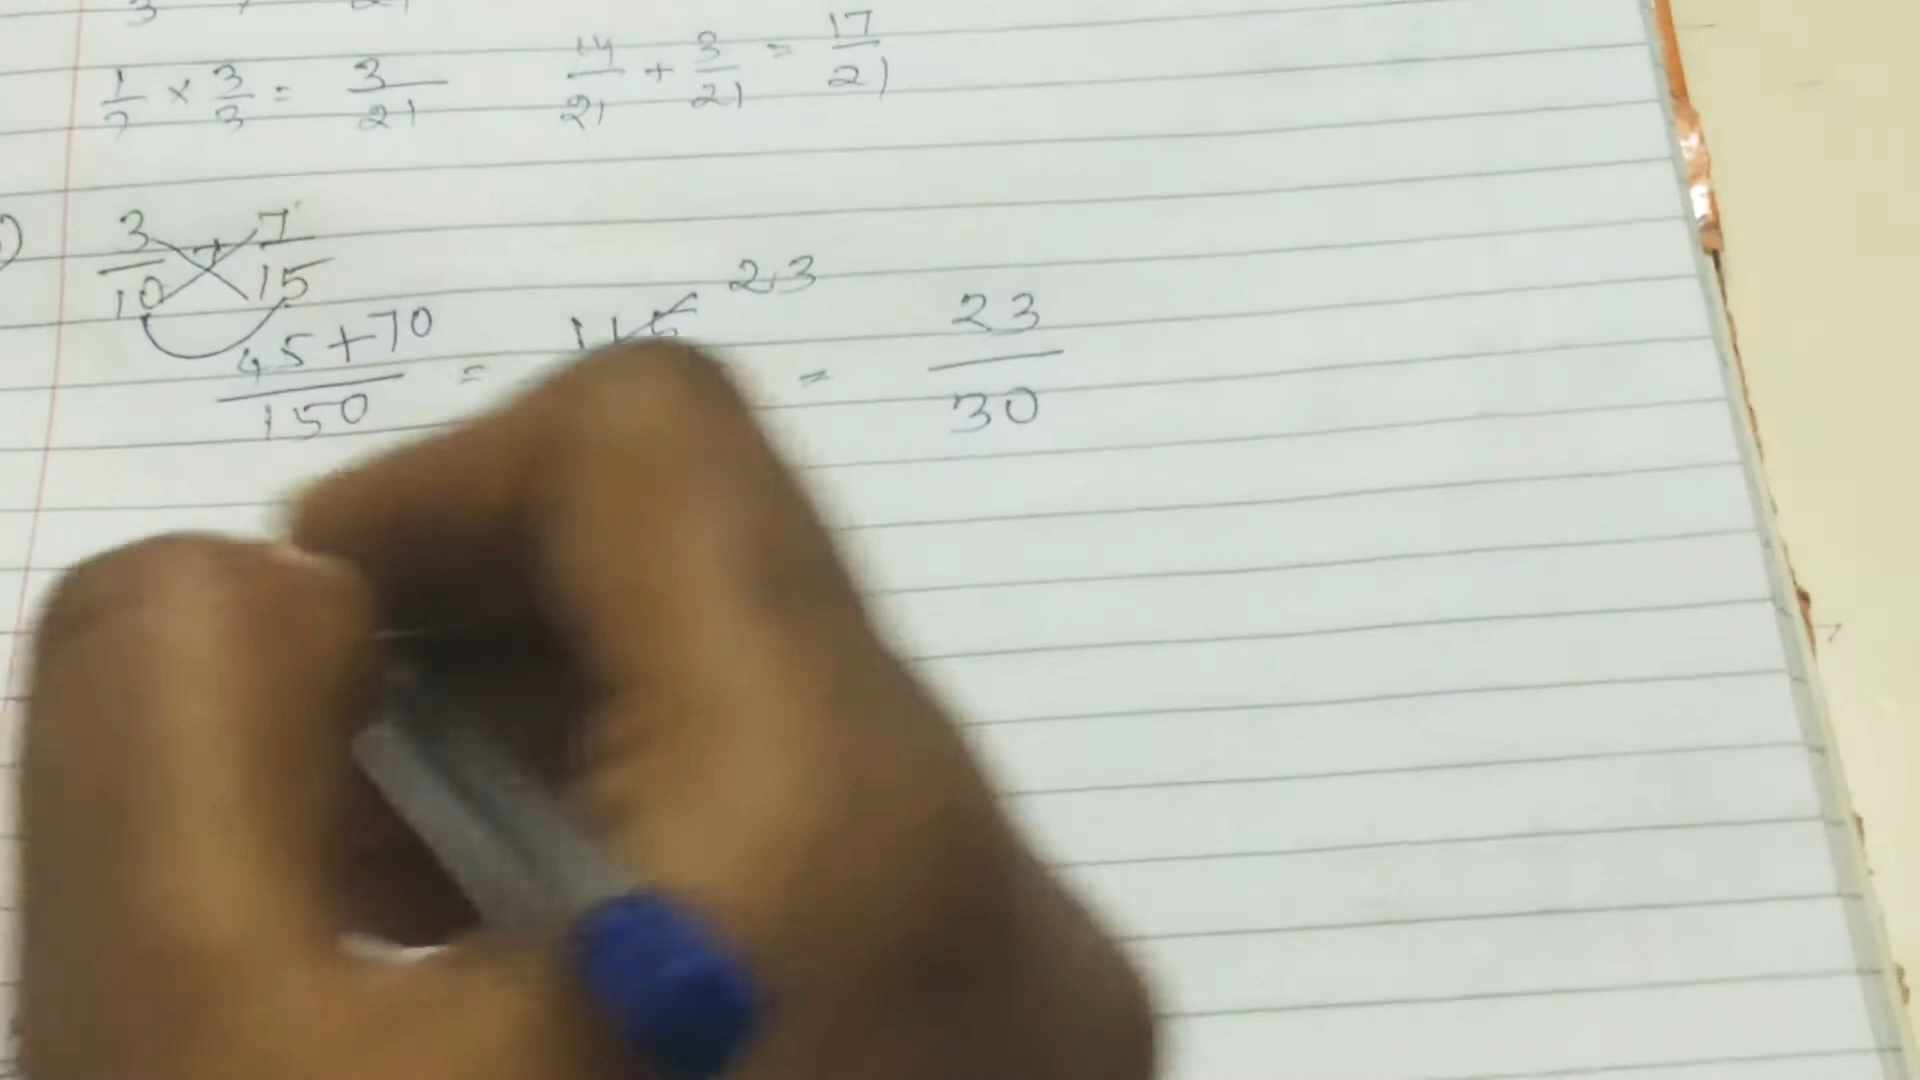 1/7 × 3/3 = 3/21   14/21 + 3/21 = 17/21
3/10 + 7/15
45+70/150 = 115 23 = 23/30